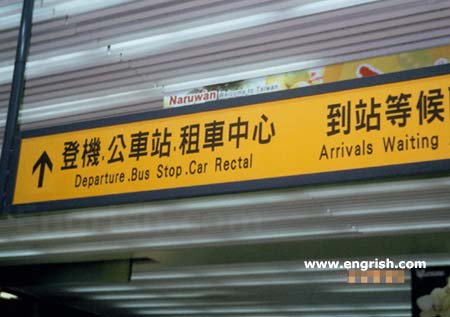 Naruwan Welcome to Taiwan
登機.公車站.租車中心 到站等候
Departure.Bus Stop.Car Rectal Arrivals Waiting
www.engrish.com